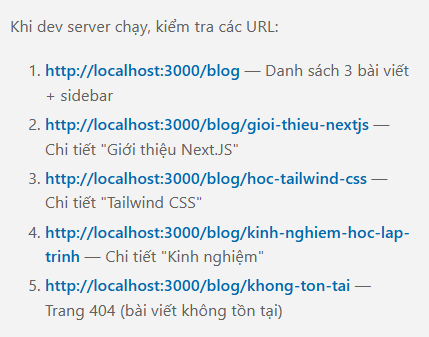 Khi dev server chạy, kiểm tra các URL:
1. http://localhost:3000/blog — Danh sách 3 bài viết
+ sidebar
2. http://localhost:3000/blog/gioi-thieu-nextjs —
Chi tiết "Giới thiệu Next.JS"
3. http://localhost:3000/blog/hoc-tailwind-css —
Chi tiết "Tailwind CSS"
4. http://localhost:3000/blog/kinh-nghiem-hoc-lap-
trinh — Chi tiết "Kinh nghiệm"
5. http://localhost:3000/blog/khong-ton-tai —
Trang 404 (bài viết không tồn tại)